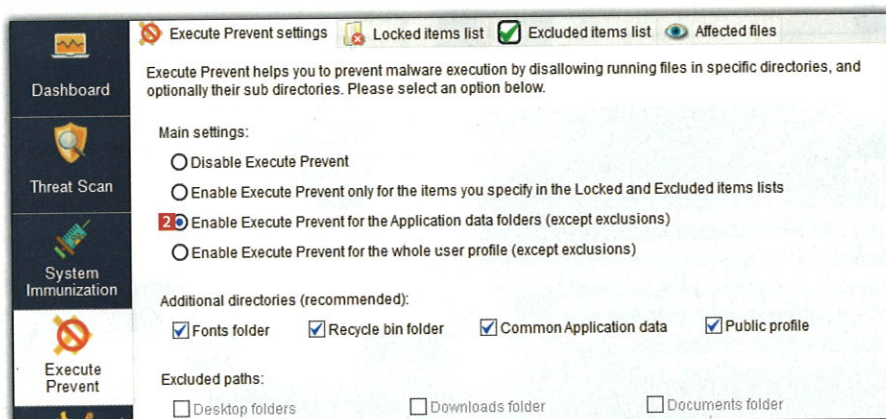 Execute Prevent settings Locked items list Excluded items list Affected files
Dashboard
Threat Scan
System
Immunization
Execute
Prevent
Execute Prevent helps you to prevent malware execution by disallowing running files in specific directories, and
optionally their sub directories. Please select an option below.
Main settings:
Disable Execute Prevent
Enable Execute Prevent only for the items you specify in the Locked and Excluded items lists
2 Enable Execute Prevent for the Application data folders (except exclusions)
Enable Execute Prevent for the whole user profile (except exclusions)
Additional directories (recommended):
Fonts folder Recycle bin folder Common Application data Public profile
Excluded paths:
Desktop folders Downloads folder Documents folder